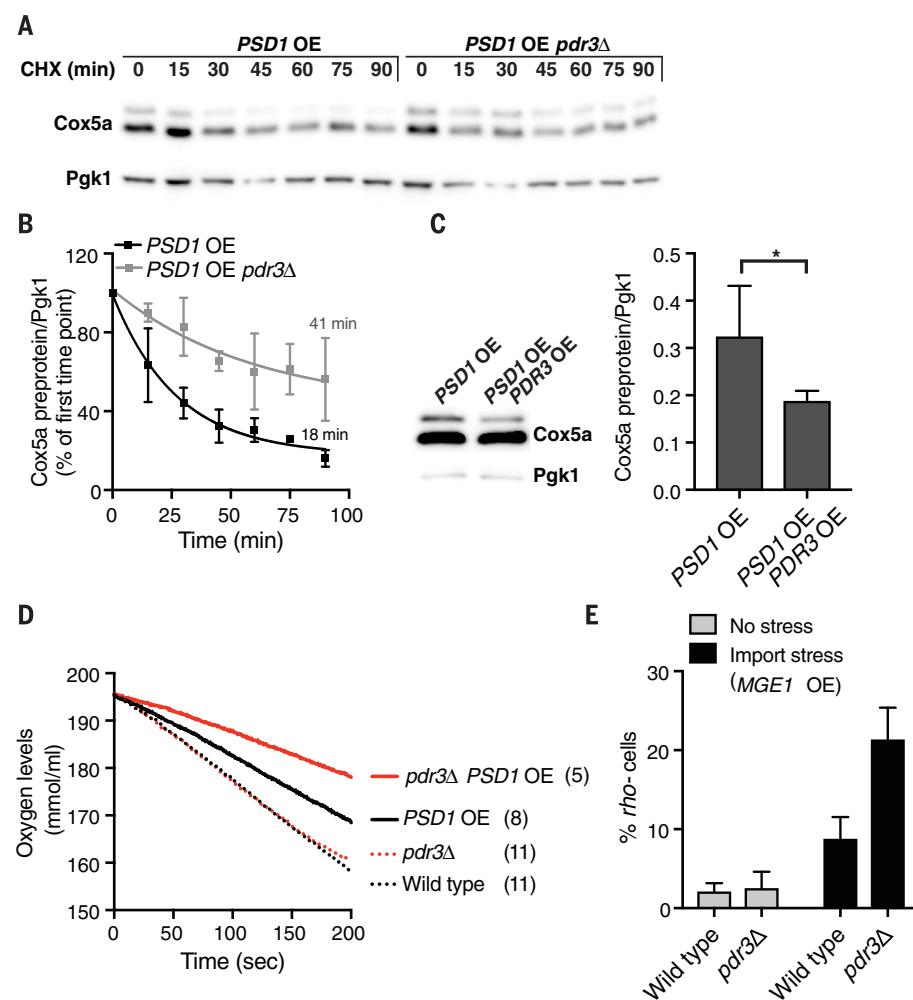 A
PSD1 OE
PSD1 OE pdr3Δ
CHX (min) 0 15 30 45 60 75 90 0 15 30 45 60 75 90
Cox5a
Pgk1
B
PSD1 OE
PSD1 OE pdr3Δ
Cox5a preprotein/Pgk1
(% of first time point)
120
80
40
0
41 min
18 min
0 25 50 75 100
Time (min)
C
PSD1 OE
PSD1 OE
PDR3 OE
Cox5a
Pgk1
Cox5a preprotein/Pgk1
0.5
0.4
0.3
0.2
0.1
0.0
*
PSD1 OE
PSD1 OE
PDR3 OE
D
Oxygen levels
(mmol/ml)
200
190
180
170
160
150
0 50 100 150 200
Time (sec)
pdr3Δ PSD1 OE (5)
PSD1 OE (8)
pdr3Δ (11)
Wild type (11)
E
No stress
Import stress
(MGE1 OE)
% rho- cells
30
20
10
0
Wild type
pdr3Δ
Wild type
pdr3Δ